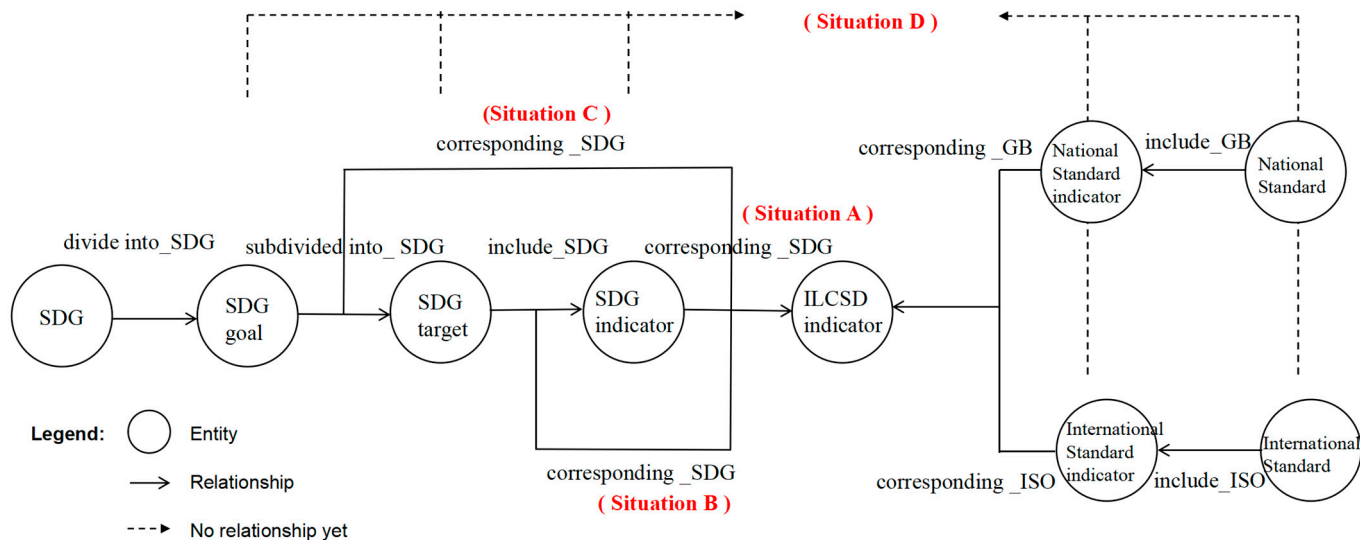 ( Situation D )
(Situation C )
corresponding _SDG
corresponding _GB
include_GB
National
Standard
indicator
National
Standard
( Situation A )
divide into_SDG
subdivided into_ SDG
include_SDG
corresponding _SDG
SDG
SDG
goal
SDG
target
SDG
indicator
ILCSD
indicator
Legend:
Entity
Relationship
No relationship yet
corresponding _SDG
( Situation B )
International
Standard
indicator
International
Standard
corresponding _ISO
include_ISO